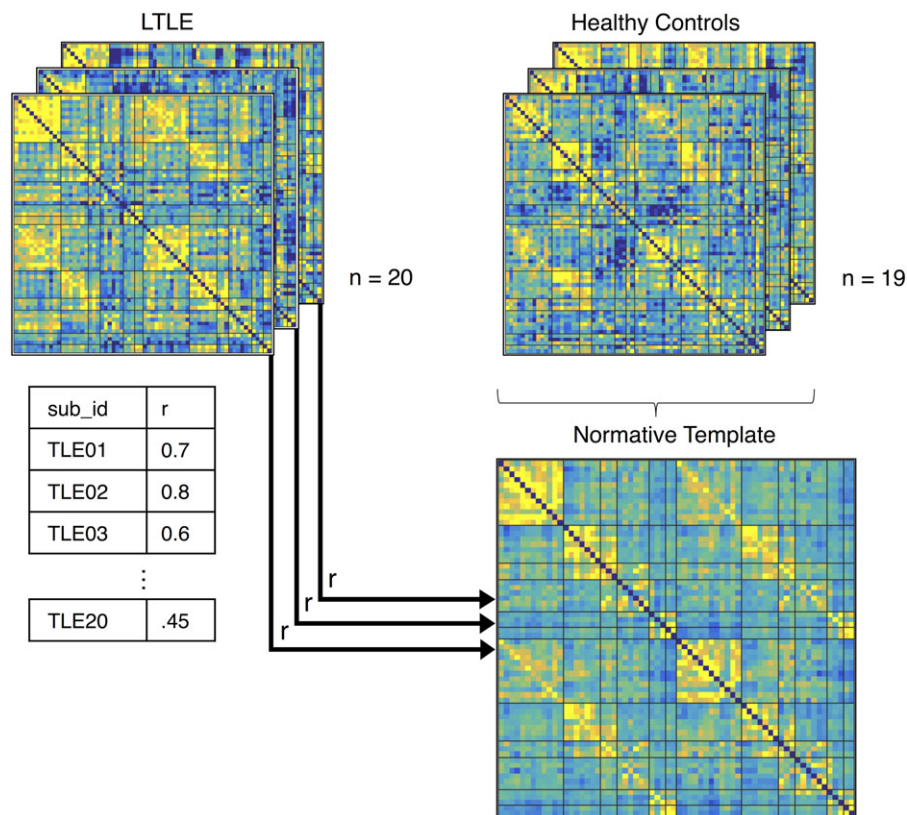 LTLE
Healthy Controls
n = 20
n = 19
sub_id r
TLE01 0.7
TLE02 0.8
TLE03 0.6
⋮
TLE20 .45
Normative Template
r
r
r